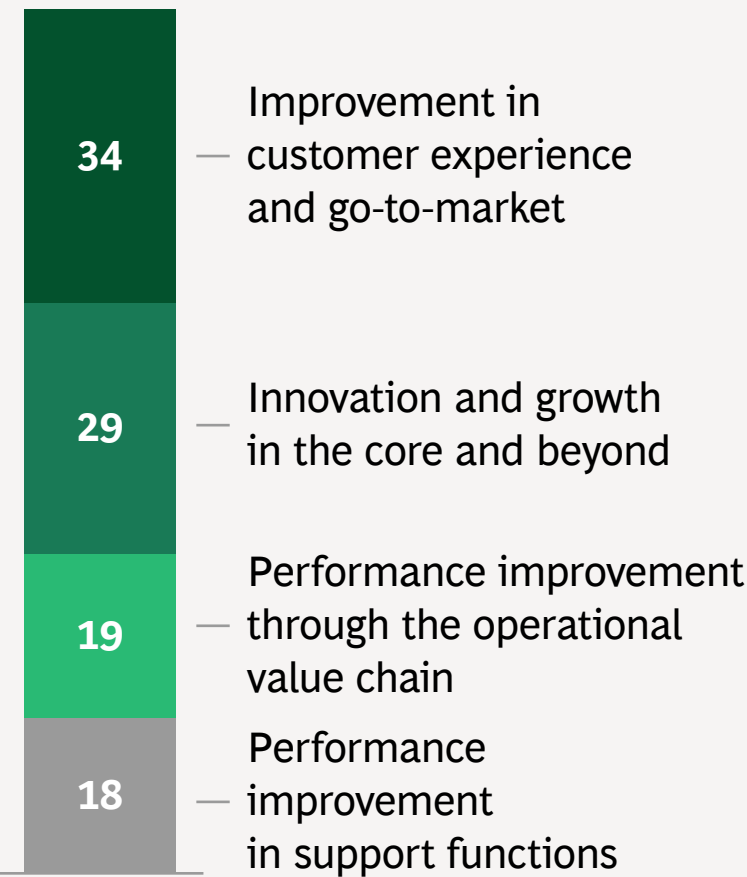 34
Improvement in
customer experience
and go-to-market
29
Innovation and growth
in the core and beyond
19
Performance improvement
through the operational
value chain
18
Performance
improvement
in support functions